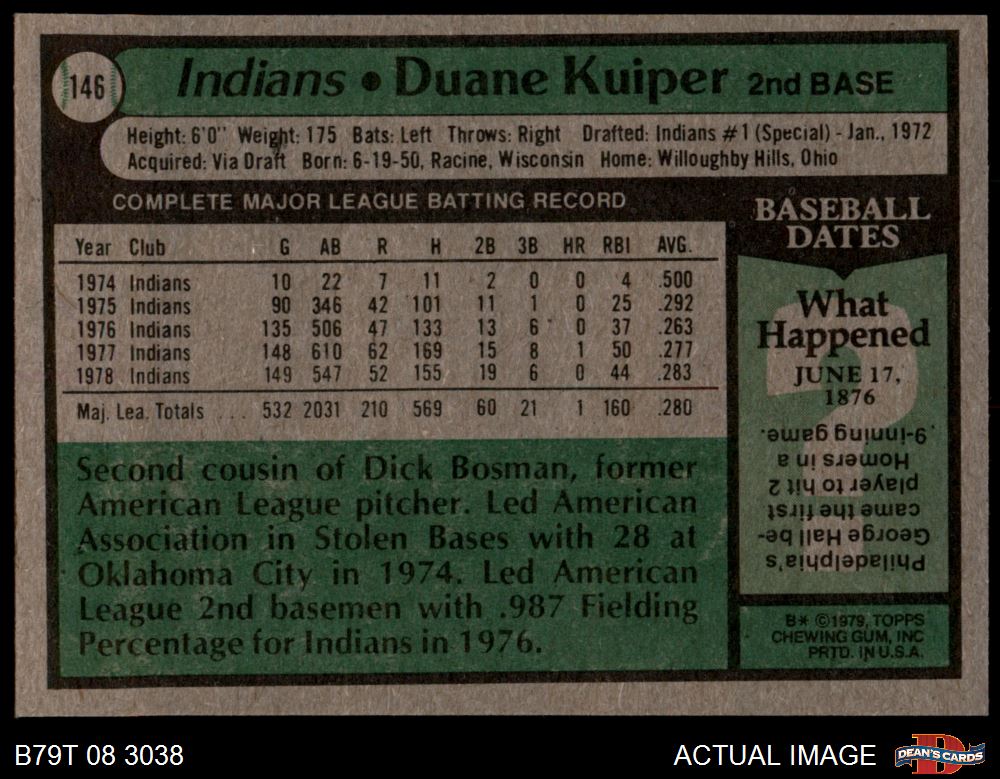 146
Indians • Duane Kuiper 2nd BASE
Height: 6'0" Weight: 175 Bats: Left Throws: Right Drafted: Indians #1 (Special) - Jan., 1972
Acquired: Via Draft Born: 6-19-50, Racine, Wisconsin Home: Willoughby Hills, Ohio
COMPLETE MAJOR LEAGUE BATTING RECORD
Year Club G AB R H 2B 3B HR RBI AVG.
1974 Indians 10 22 7 11 2 0 0 4 .500
1975 Indians 90 346 42 101 11 1 0 25 .292
1976 Indians 135 506 47 133 13 6 0 37 .263
1977 Indians 148 610 62 169 15 8 1 50 .277
1978 Indians 149 547 52 155 19 6 0 44 .283
Maj. Lea. Totals ... 532 2031 210 569 60 21 1 160 .280
Second cousin of Dick Bosman, former
American League pitcher. Led American
Association in Stolen Bases with 28 at
Oklahoma City in 1974. Led American
League 2nd basemen with .987 Fielding
Percentage for Indians in 1976.
BASEBALL
DATES
What
Happened
JUNE 17,
1876
Philadelphia's
George Hall be-
came the first
player to hit 2
Homers in a
9-inning game.
B* ©1979, TOPPS
CHEWING GUM, INC
PRTD. IN U.S.A.
B79T 08 3038
ACTUAL IMAGE
DEAN'S CARDS